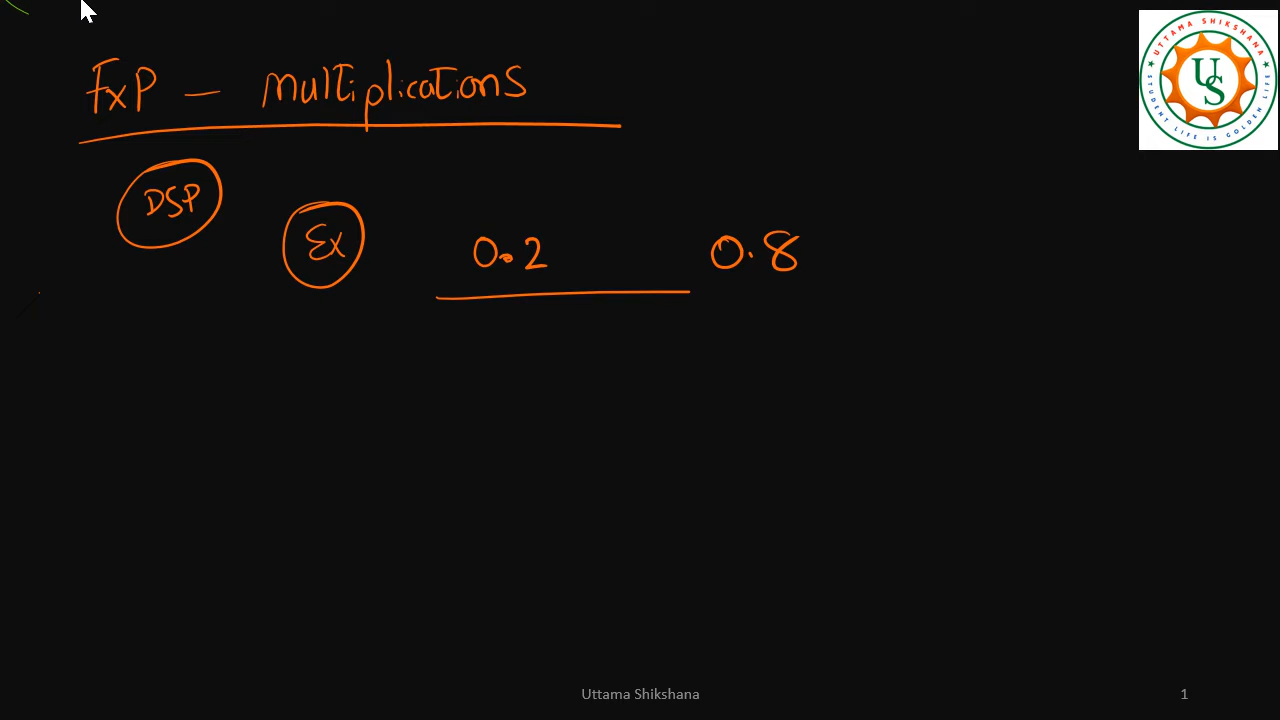 FxP - multiplications
DSP
Ex 0.2 0.8
UTTAMA SHIKSHANA
US
STUDENT LIFE IS GOLDEN LIFE
Uttama Shikshana
1